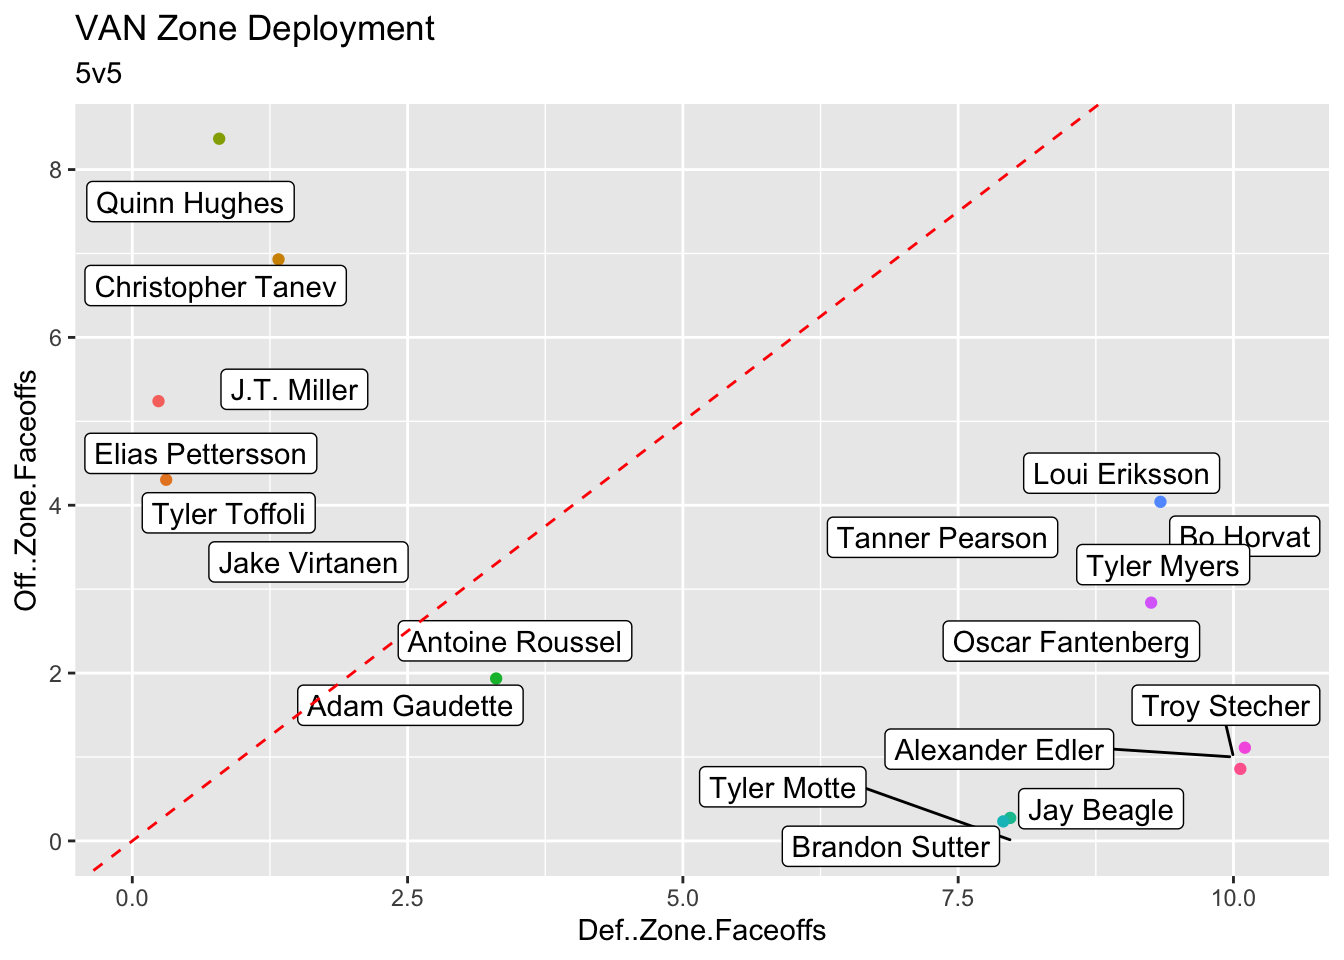 VAN Zone Deployment
5v5
8
Quinn Hughes
Christopher Tanev
6
J.T. Miller
Elias Pettersson
Loui Eriksson
4
Tyler Toffoli
Tanner Pearson
Bo Horvat
Jake Virtanen
Tyler Myers
Antoine Roussel
Oscar Fantenberg
2
Adam Gaudette
Troy Stecher
Alexander Edler
Tyler Motte
Jay Beagle
0
Brandon Sutter
0.0 2.5 5.0 7.5 10.0
Def..Zone.Faceoffs
Off..Zone.Faceoffs